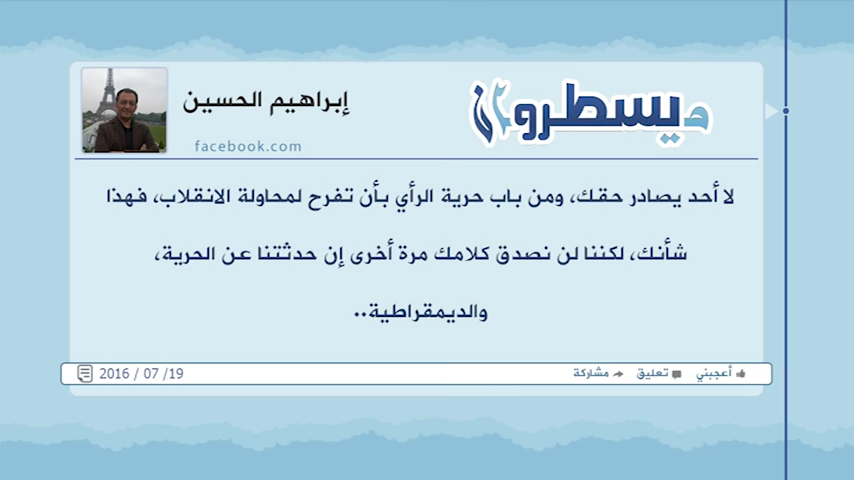 إبراهيم الحسين
facebook.com
لا أحد يصادر حقك، ومن باب حرية الرأي بأن تفرح لمحاولة الانقلاب، فهذا
شأنك، لكننا لن نصدق كلامك مرة أخرى إن حدثتنا عن الحرية،
والديمقراطية..
أعجبني تعليق مشاركة
2016 / 07 /19